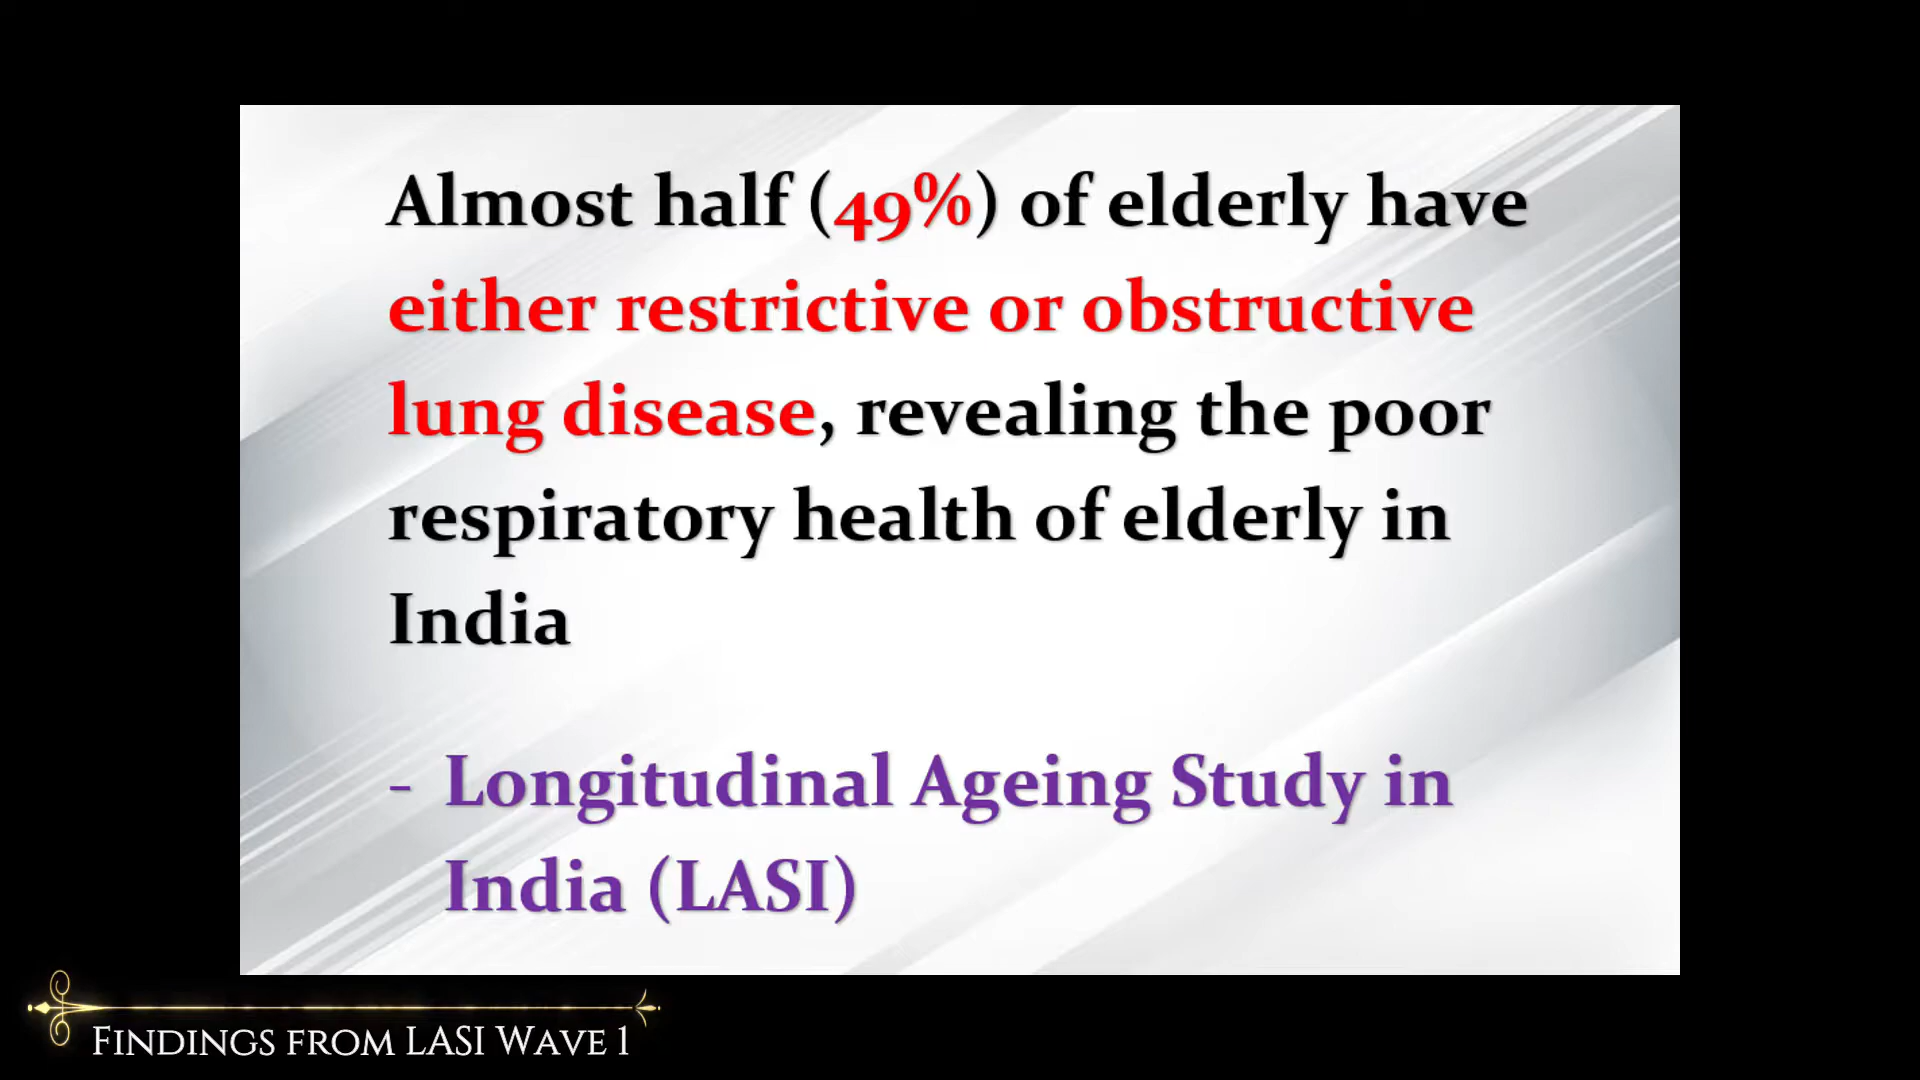 Almost half (49%) of elderly have
either restrictive or obstructive
lung disease, revealing the poor
respiratory health of elderly in
India
- Longitudinal Ageing Study in
India (LASI)
Findings from LASI Wave 1